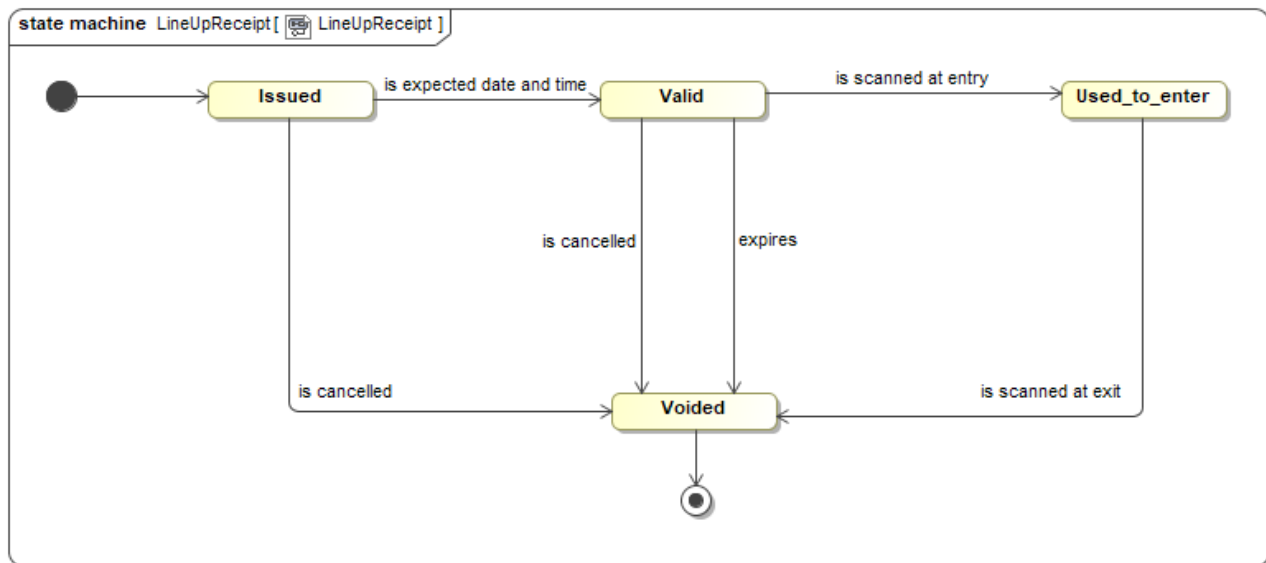 state machine LineUpReceipt [ LineUpReceipt ]
Issued
is expected date and time
Valid
is scanned at entry
Used_to_enter
is cancelled
expires
is cancelled
is scanned at exit
Voided